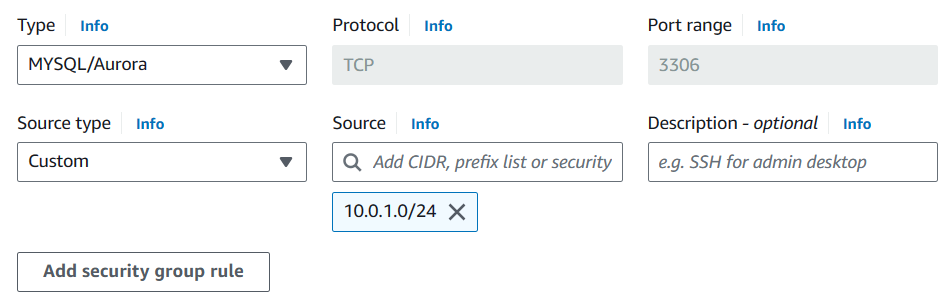 Type Info Protocol Info Port range Info
MYSQL/Aurora TCP 3306
Source type Info Source Info Description - optional Info
Custom Add CIDR, prefix list or security e.g. SSH for admin desktop
10.0.1.0/24
Add security group rule